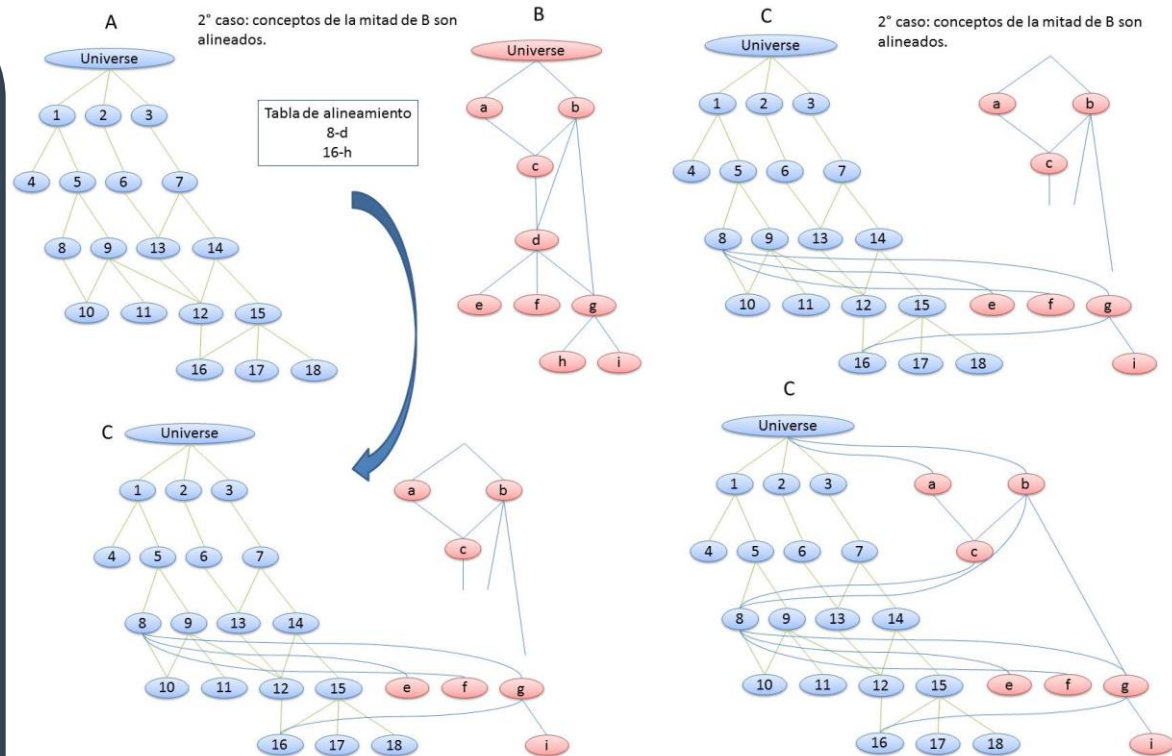 A
2° caso: conceptos de la mitad de B son
alineados.
Universe
1 2 3
4 5 6 7
8 9 13 14
10 11 12 15
16 17 18
Tabla de alineamiento
8-d
16-h
B
Universe
a b
c
d
e f g
h i
C
2° caso: conceptos de la mitad de B son
alineados.
Universe
1 2 3 a b
4 5 6 7 c
8 9 13 14
10 11 12 15 e f g
16 17 18 i
C
Universe
1 2 3 a b
4 5 6 7 c
8 9 13 14
10 11 12 15 e f g
16 17 18 i
C
Universe
1 2 3 a b
4 5 6 7 c
8 9 13 14
10 11 12 15 e f g
16 17 18 i